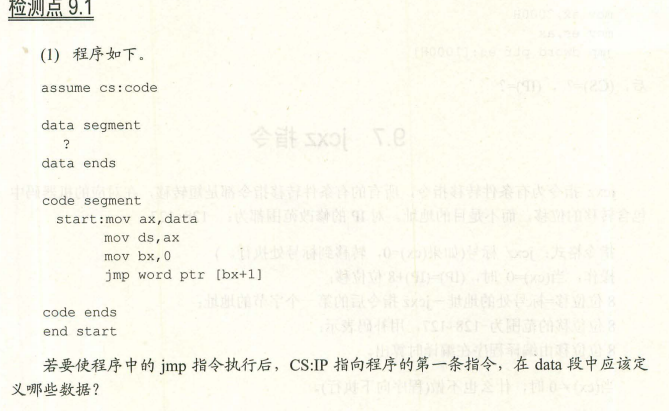 检测点 9.1
(1) 程序如下。
assume cs:code
data segment
?
data ends
code segment
start:mov ax,data
mov ds,ax
mov bx,0
jmp word ptr [bx+1]
code ends
end start
若要使程序中的 jmp 指令执行后，CS:IP 指向程序的第一条指令，在 data 段中应该定
义哪些数据?